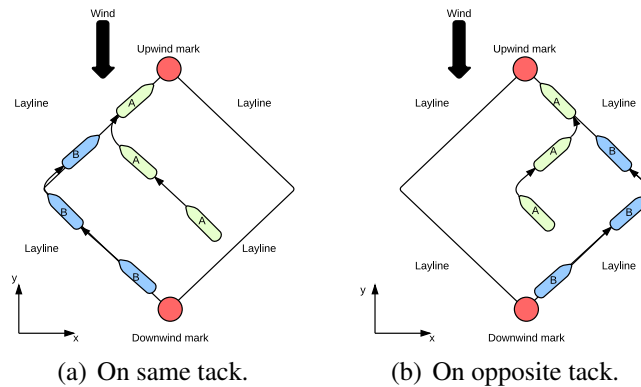 Wind
Upwind mark
A
Layline
Layline
A
B
B
A
Layline
Layline
B
y
x
Downwind mark
(a) On same tack.
Wind
Upwind mark
A
Layline
Layline
A
B
A
B
Layline
Layline
B
y
x
Downwind mark
(b) On opposite tack.